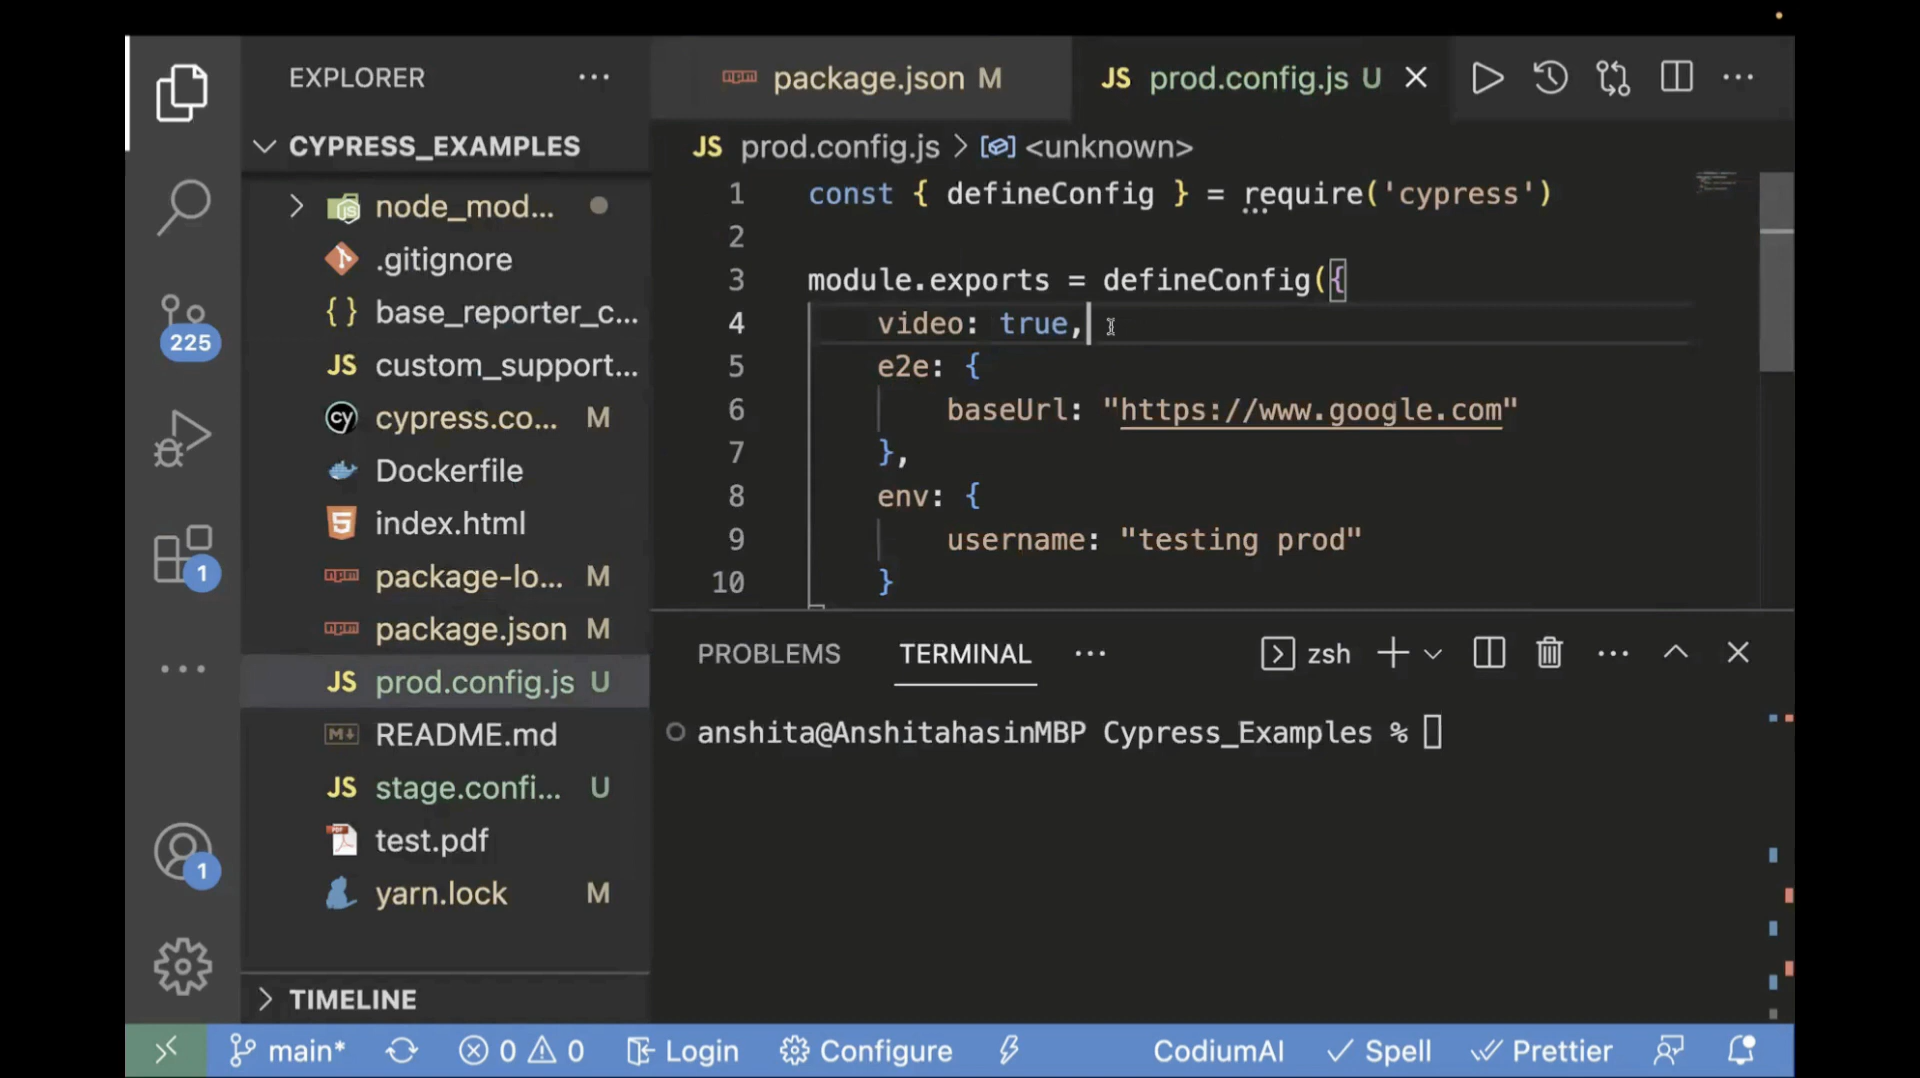 EXPLORER
CYPRESS_EXAMPLES
node_mod...
.gitignore
base_reporter_c...
JS custom_support...
cypress.co... M
Dockerfile
index.html
package-lo... M
package.json M
JS prod.config.js U
README.md
JS stage.confi... U
test.pdf
yarn.lock M
TIMELINE
225
1
1
package.json M
JS prod.config.js U
JS prod.config.js > <unknown>
1 const { defineConfig } = require('cypress')
2
3 module.exports = defineConfig({
4 video: true,
5 e2e: {
6 baseUrl: "https://www.google.com"
7 },
8 env: {
9 username: "testing prod"
10 }
PROBLEMS TERMINAL ... zsh
anshita@AnshitahasinMBP Cypress_Examples %
main* 0 0 Login Configure CodiumAI Spell Prettier